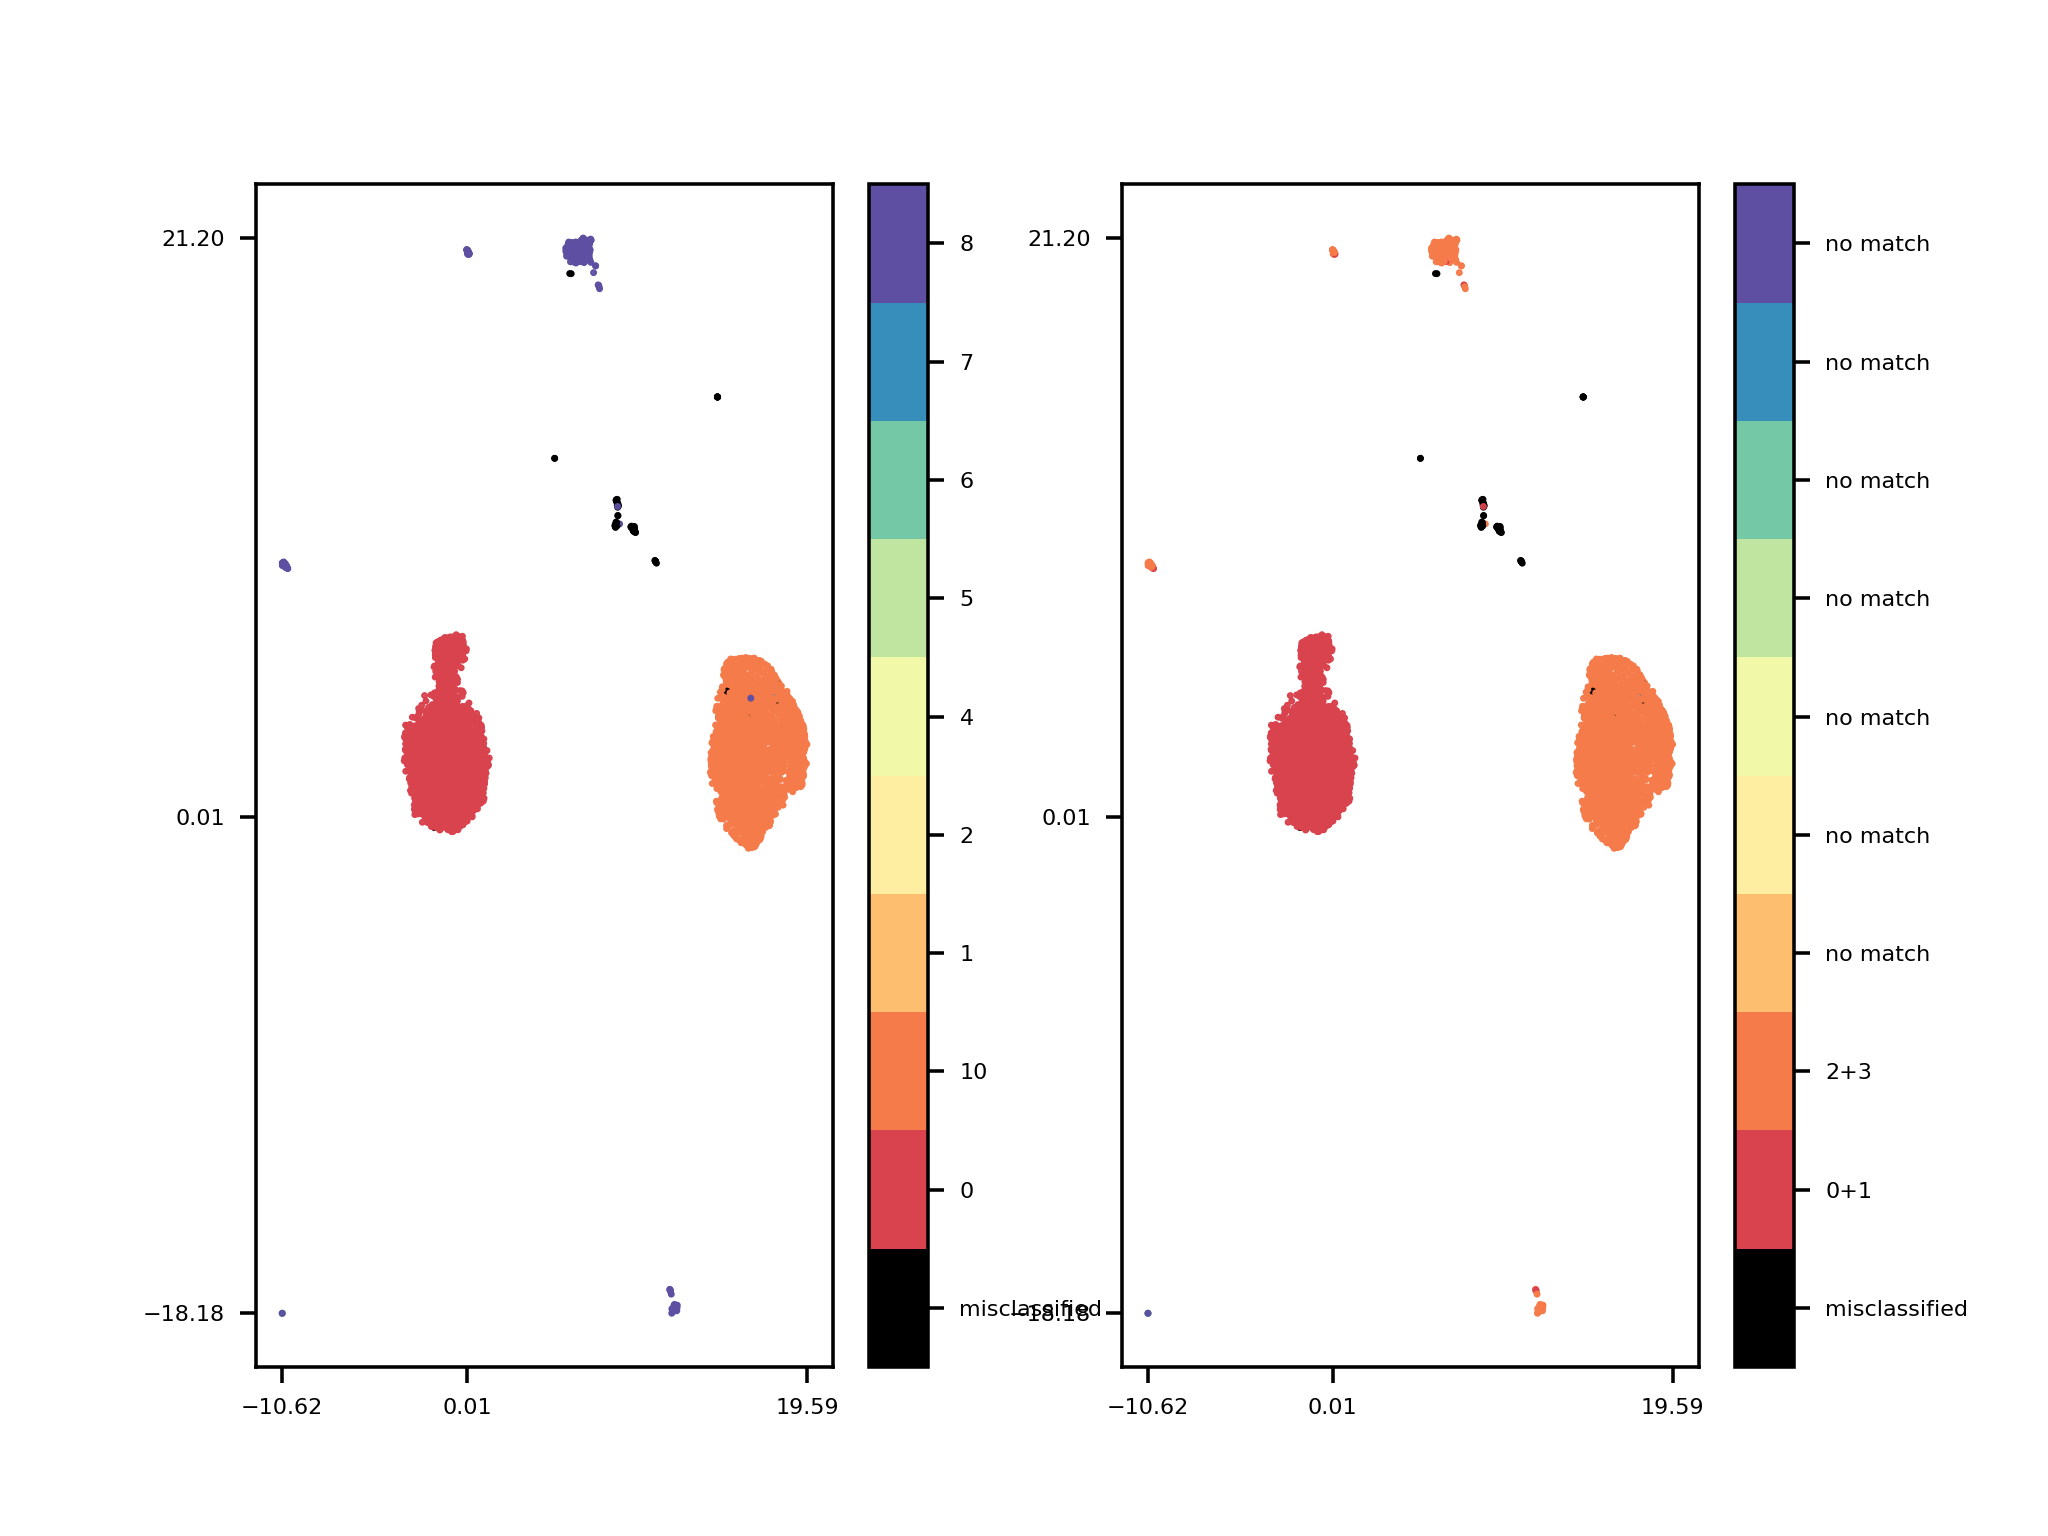 21.20
0.01
−18.18
−10.62
0.01
19.59
8
7
6
5
4
2
1
10
0
misclassified
21.20
0.01
−18.18
−10.62
0.01
19.59
no match
no match
no match
no match
no match
no match
no match
2+3
0+1
misclassified